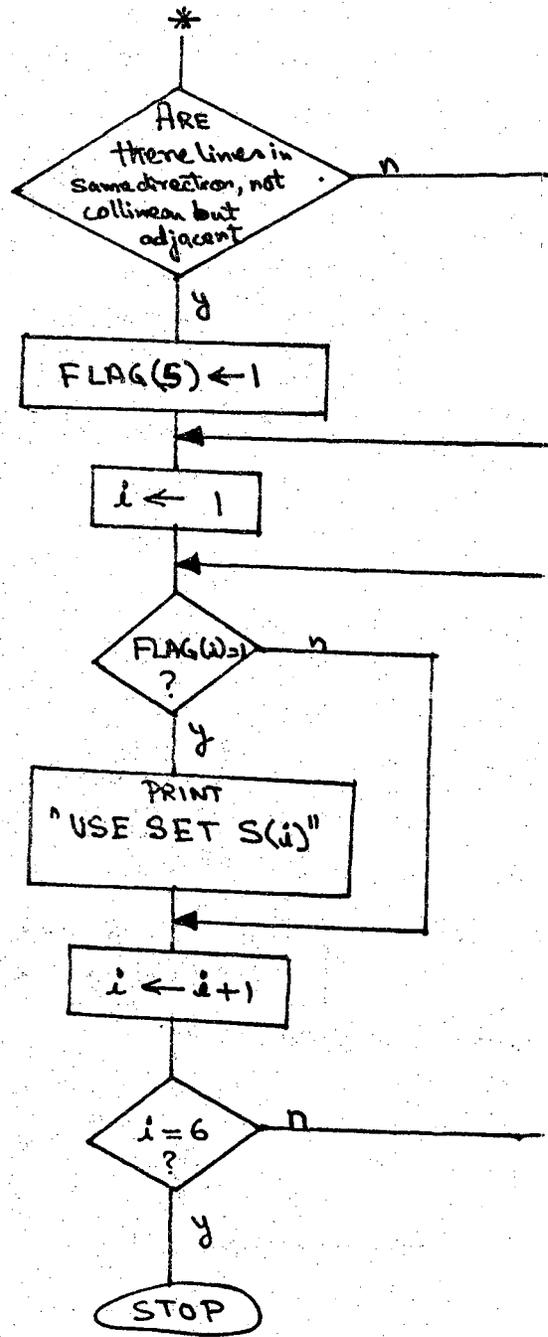 *
ARE
there lines in
same direction, not
collinear but
adjacent
n
y
FLAG(5) ← 1
i ← 1
FLAG(i)=1
?
n
y
PRINT
"USE SET S(i)"
i ← i+1
i = 6
?
n
y
STOP